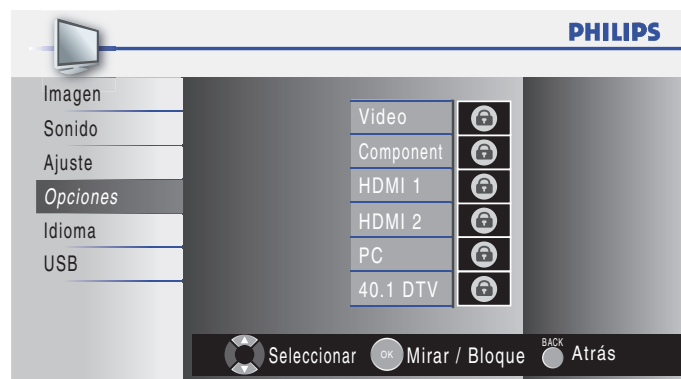 PHILIPS
Imagen
Sonido
Ajuste
Opciones
Idioma
USB
Video
Component
HDMI 1
HDMI 2
PC
40.1 DTV
Seleccionar OK Mirar / Bloque BACK Atrás